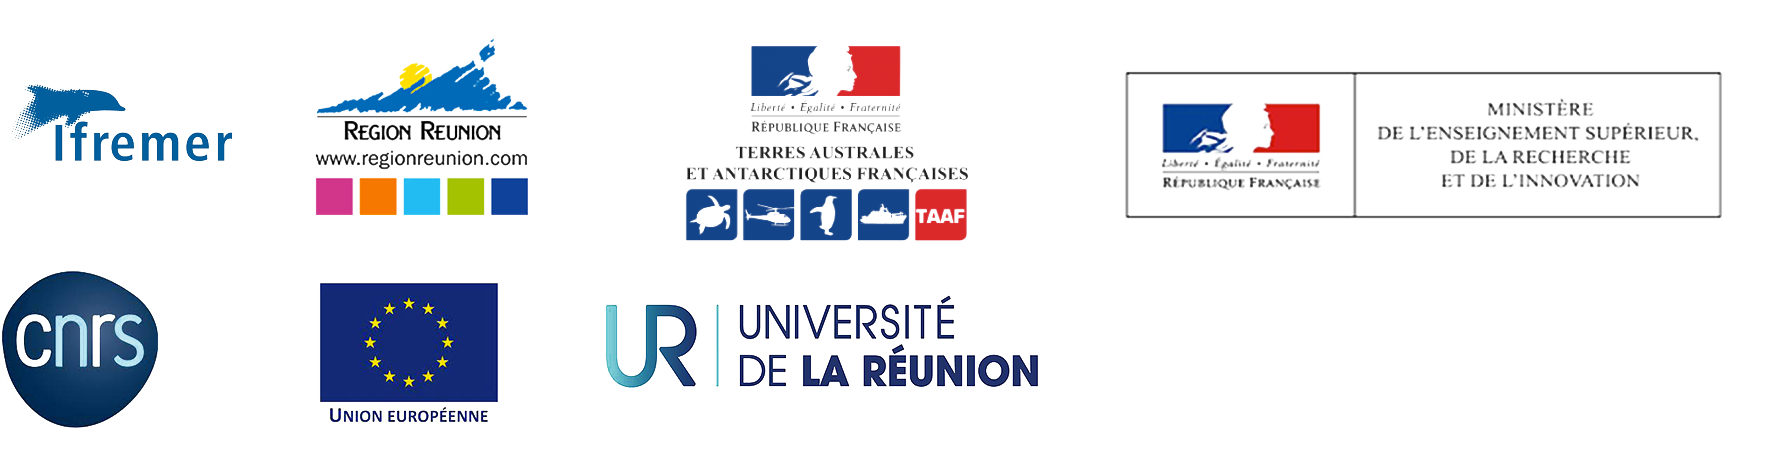 Ifremer
REGION REUNION
www.regionreunion.com
Liberté • Égalité • Fraternité
RÉPUBLIQUE FRANÇAISE
TERRES AUSTRALES
ET ANTARCTIQUES FRANÇAISES
TAAF
Liberté • Égalité • Fraternité
RÉPUBLIQUE FRANÇAISE
MINISTÈRE
DE L'ENSEIGNEMENT SUPÉRIEUR,
DE LA RECHERCHE
ET DE L'INNOVATION
cnrs
UNION EUROPÉENNE
UR
UNIVERSITÉ
DE LA RÉUNION